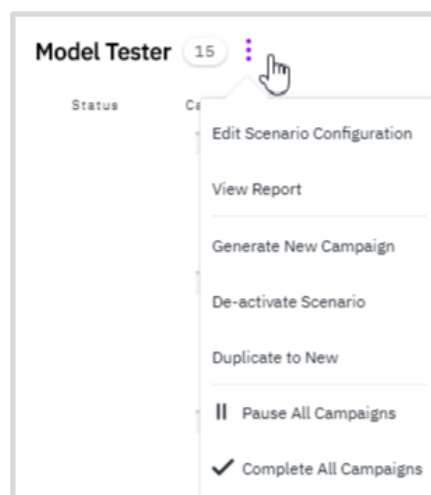 Model Tester 15
Status Ca
Edit Scenario Configuration
View Report
Generate New Campaign
De-activate Scenario
Duplicate to New
Pause All Campaigns
Complete All Campaigns